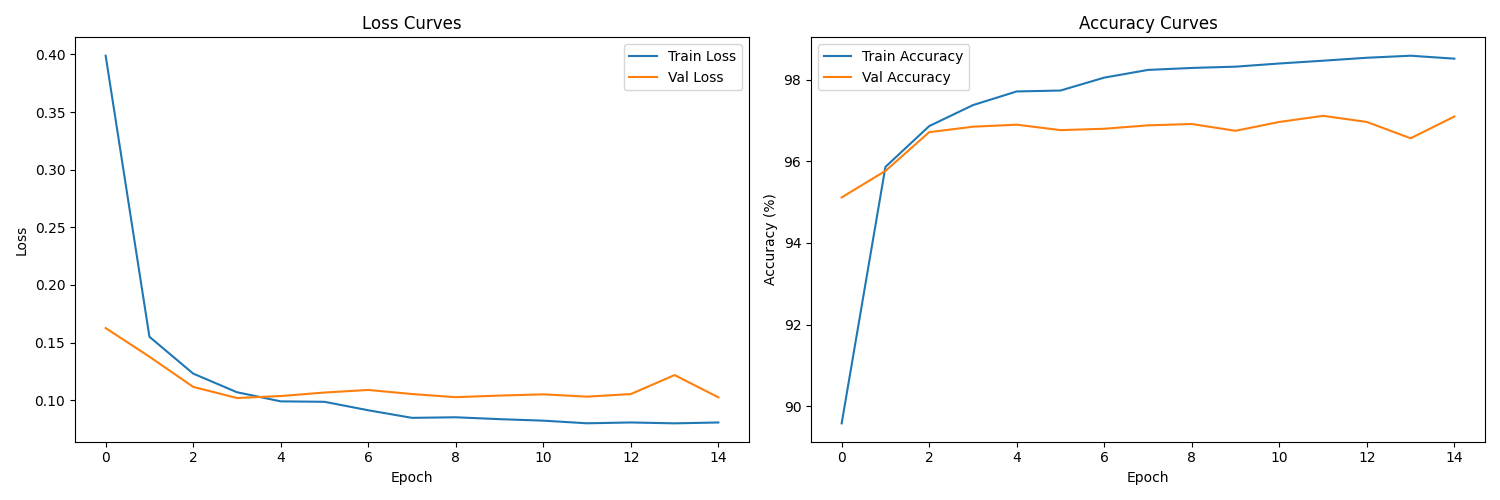 Loss Curves
Loss
0.40
0.35
0.30
0.25
0.20
0.15
0.10
Train Loss
Val Loss
0 2 4 6 8 10 12 14
Epoch
Accuracy Curves
Accuracy (%)
98
96
94
92
90
Train Accuracy
Val Accuracy
0 2 4 6 8 10 12 14
Epoch